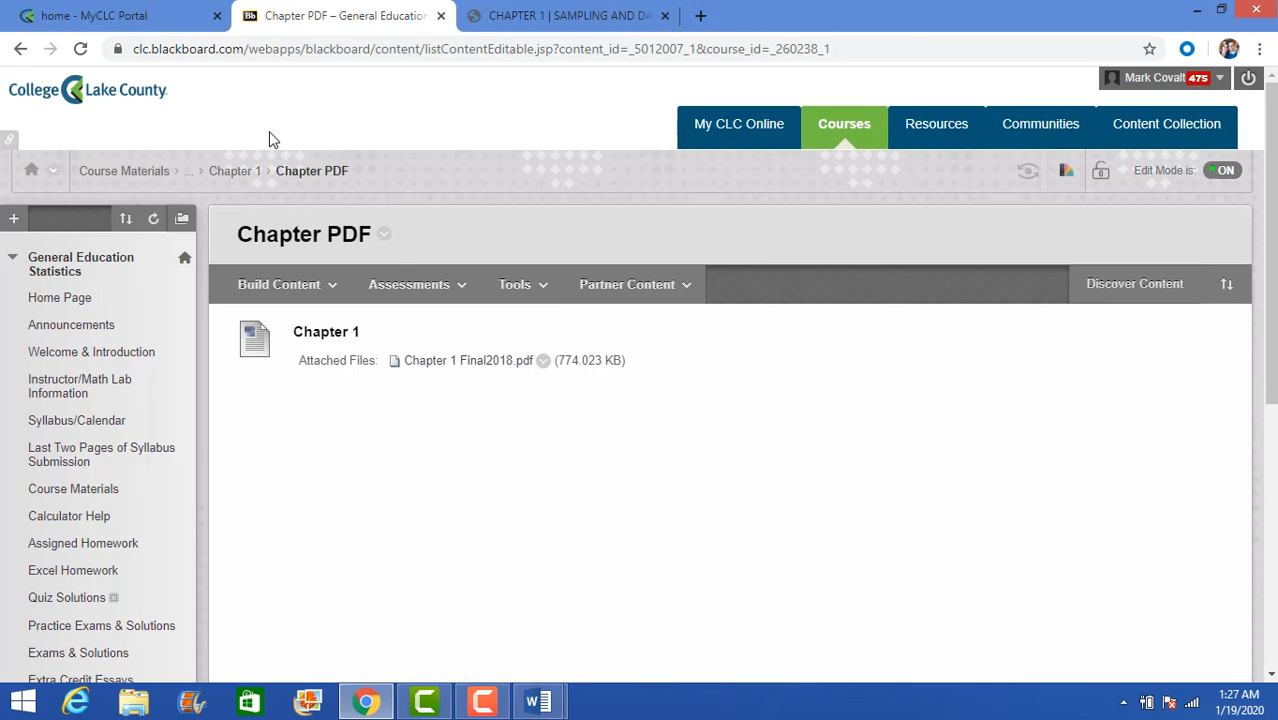 home - MyCLC Portal
Bb Chapter PDF – General Education
CHAPTER 1 | SAMPLING AND DA
clc.blackboard.com/webapps/blackboard/content/listContentEditable.jsp?content_id=_5012007_1&course_id=_260238_1
College Lake County
Mark Covalt 475
My CLC Online
Courses
Resources
Communities
Content Collection
Course Materials > ... > Chapter 1 > Chapter PDF
Edit Mode is: ON
General Education
Statistics
Home Page
Announcements
Welcome & Introduction
Instructor/Math Lab
Information
Syllabus/Calendar
Last Two Pages of Syllabus
Submission
Course Materials
Calculator Help
Assigned Homework
Excel Homework
Quiz Solutions
Practice Exams & Solutions
Exams & Solutions
Extra Credit Essays
Chapter PDF
Build Content
Assessments
Tools
Partner Content
Discover Content
Chapter 1
Attached Files: Chapter 1 Final2018.pdf (774.023 KB)
1:27 AM
1/19/2020